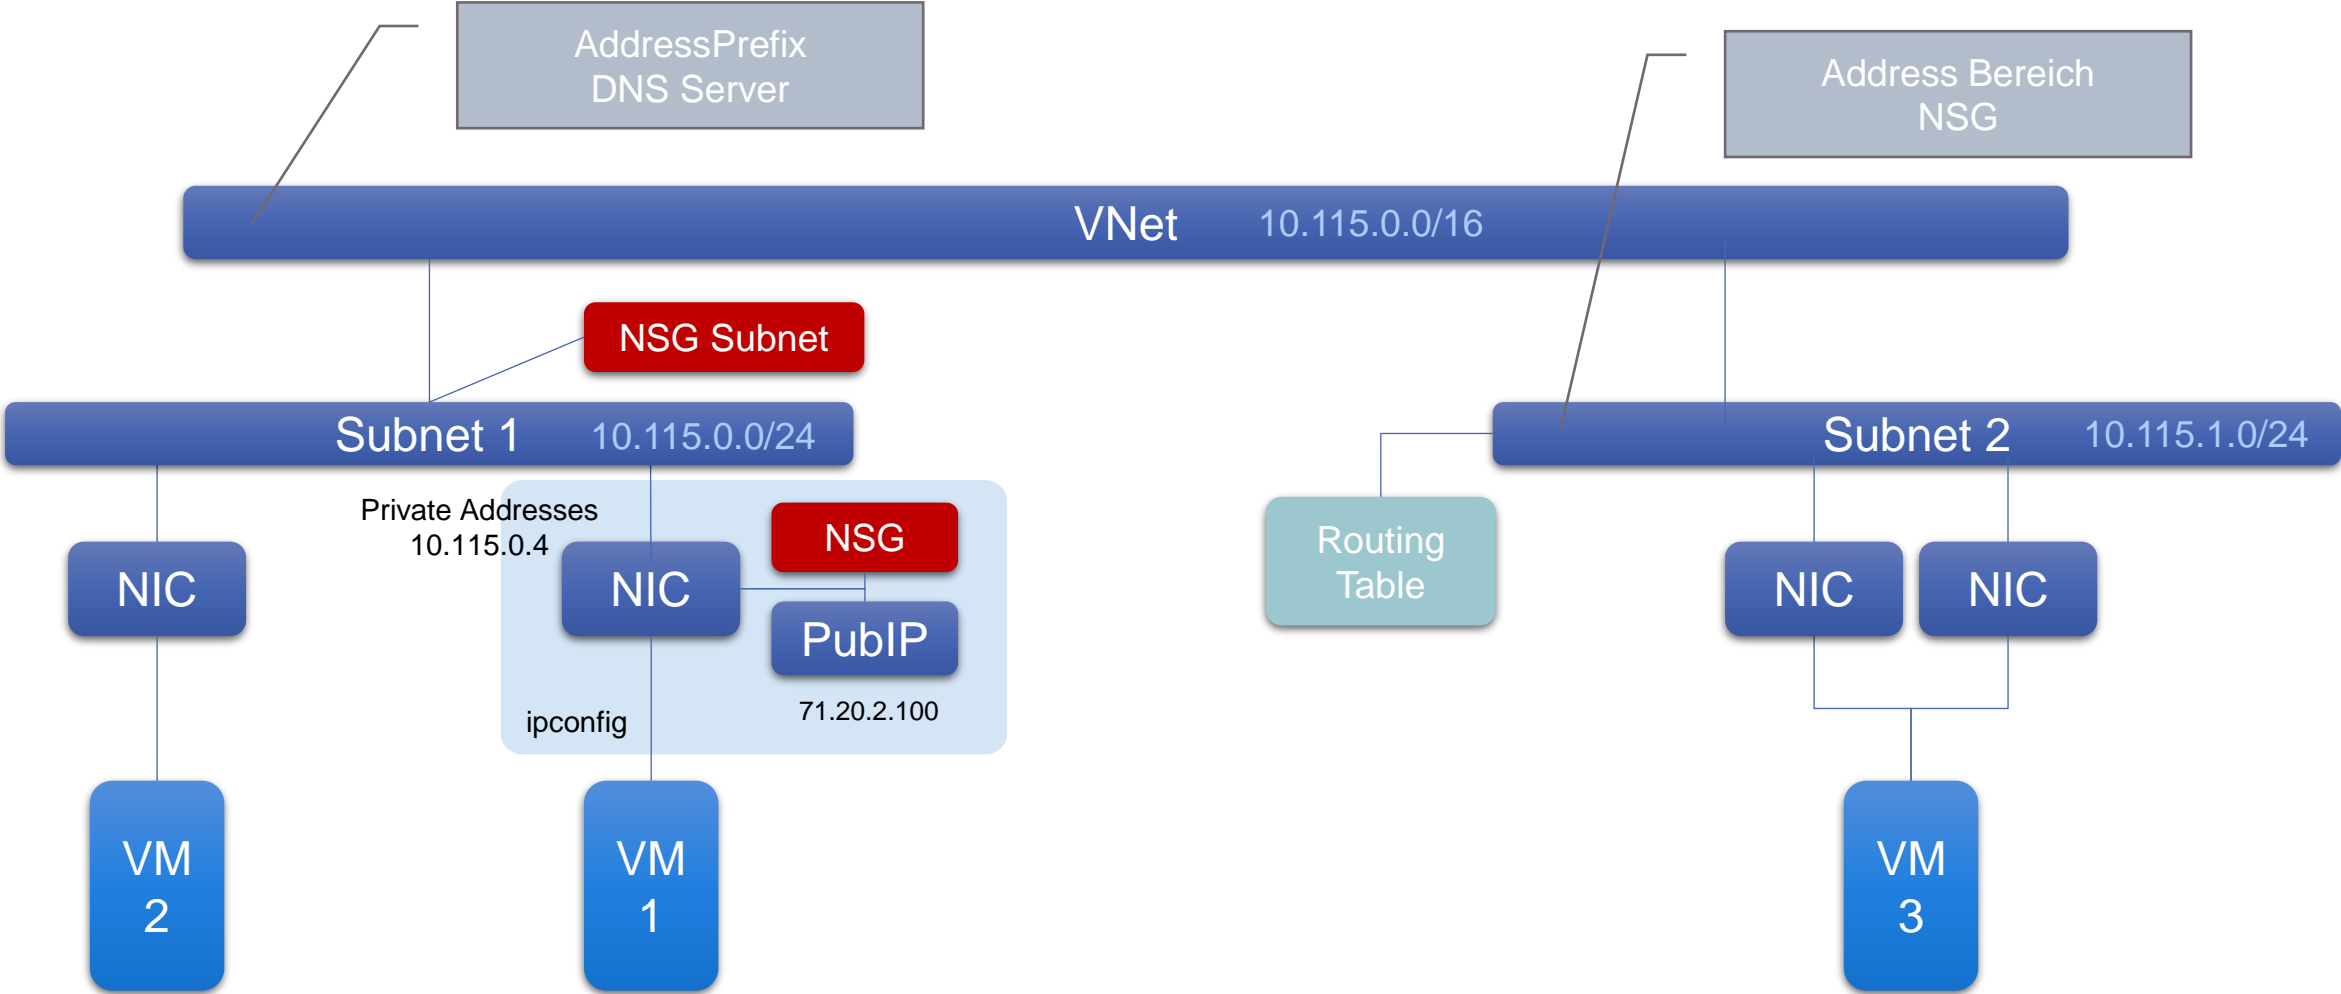 AddressPrefix
DNS Server
Address Bereich
NSG
VNet 10.115.0.0/16
NSG Subnet
Subnet 1 10.115.0.0/24
Subnet 2 10.115.1.0/24
Private Addresses
10.115.0.4
NIC
NIC
NSG
PubIP
71.20.2.100
ipconfig
Routing
Table
NIC
NIC
VM
2
VM
1
VM
3